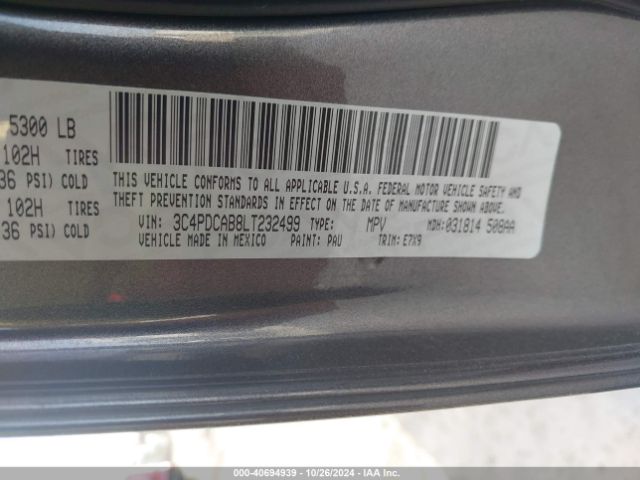 5300 LB
102H TIRES
36 PSI) COLD
102H TIRES
36 PSI) COLD
THIS VEHICLE CONFORMS TO ALL APPLICABLE U.S.A. FEDERAL MOTOR VEHICLE SAFETY AND
THEFT PREVENTION STANDARDS IN EFFECT ON THE DATE OF MANUFACTURE SHOWN ABOVE.
VIN: 3C4PDCAB8LT232499 TYPE: MPV MDH:031814 508AA
VEHICLE MADE IN MEXICO PAINT: PAU TRIM: E7X9
000-40694939 - 10/26/2024 - IAA Inc.